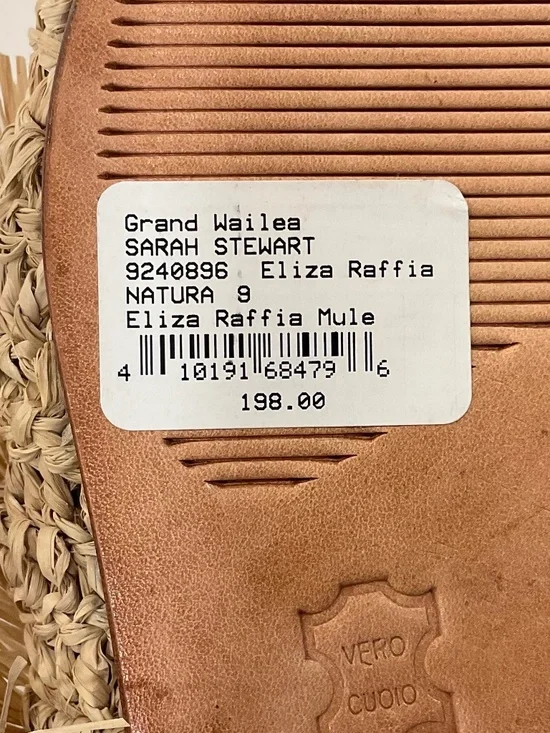 Grand Wailea
SARAH STEWART
9240896 Eliza Raffia
NATURA 9
Eliza Raffia Mule
4 10191 68479 6
198.00
VERO
CUOIO